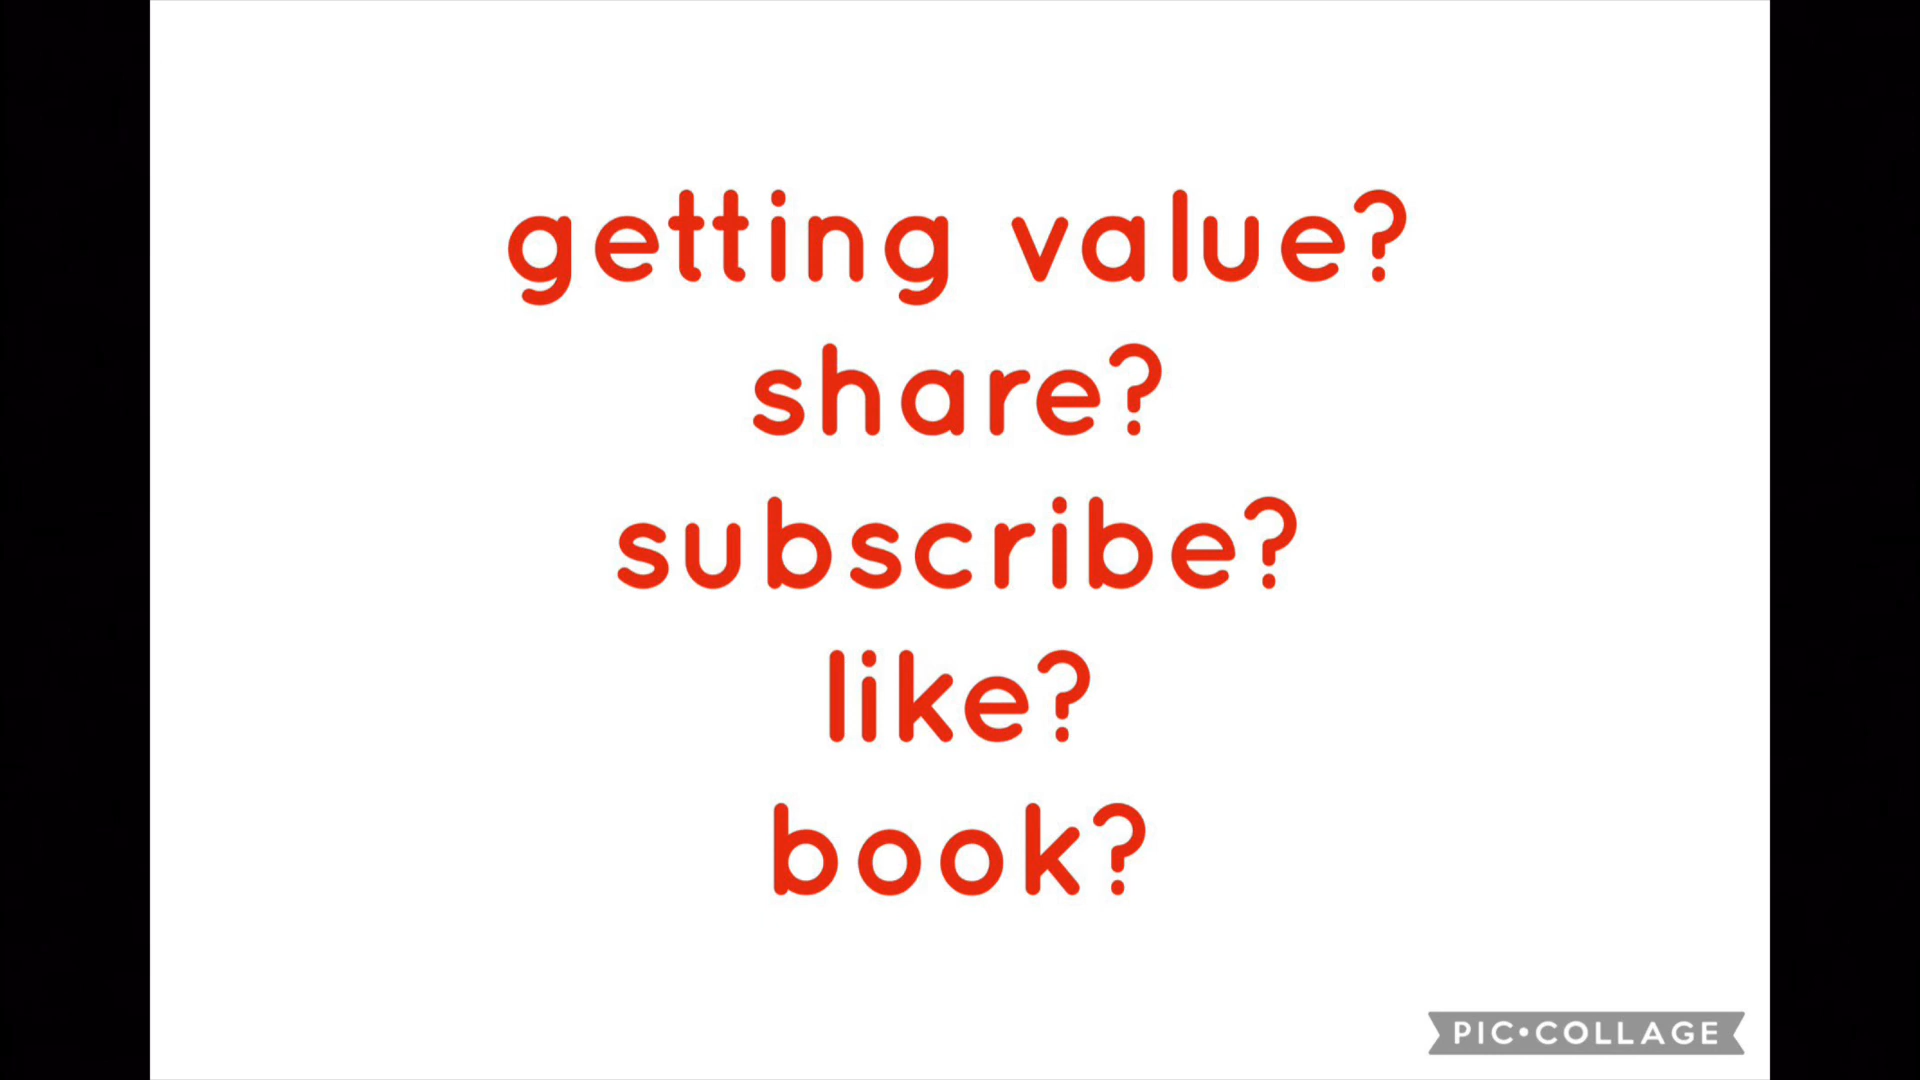 getting value?
share?
subscribe?
like?
book?
PIC•COLLAGE